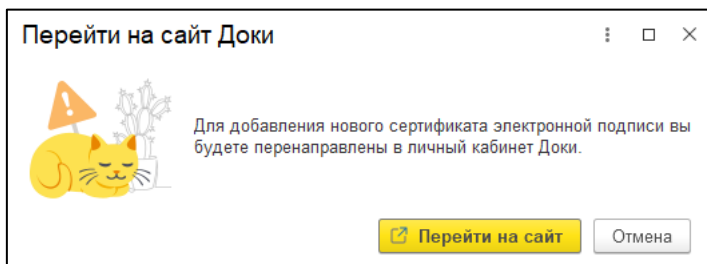 Перейти на сайт Доки
Для добавления нового сертификата электронной подписи вы
будете перенаправлены в личный кабинет Доки.
Перейти на сайт
Отмена